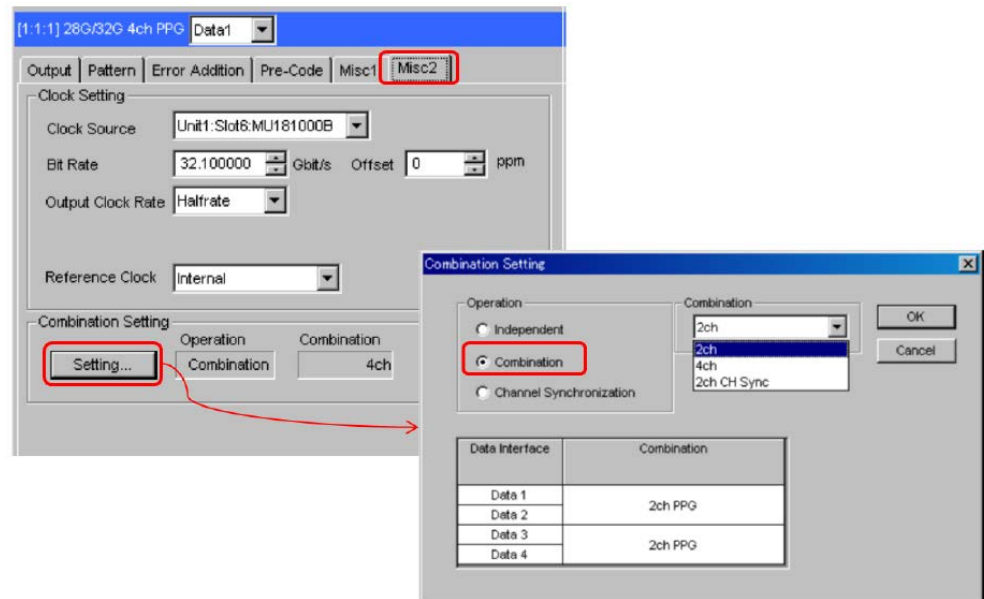 [1:1:1] 28G/32G 4ch PPG Data1
Output Pattern Error Addition Pre-Code Misc1 Misc2
Clock Setting
Clock Source Unit1:Slot6:MU181000B
Bit Rate 32.100000 Gbit/s Offset 0 ppm
Output Clock Rate Halfrate
Reference Clock Internal
Combination Setting
Operation Combination
Setting... Combination 4ch
Combination Setting
Operation
Independent
Combination
Channel Synchronization
Combination
2ch
2ch
4ch
2ch CH Sync
OK
Cancel
Data Interface Combination
Data 1
Data 2
2ch PPG
Data 3
Data 4
2ch PPG